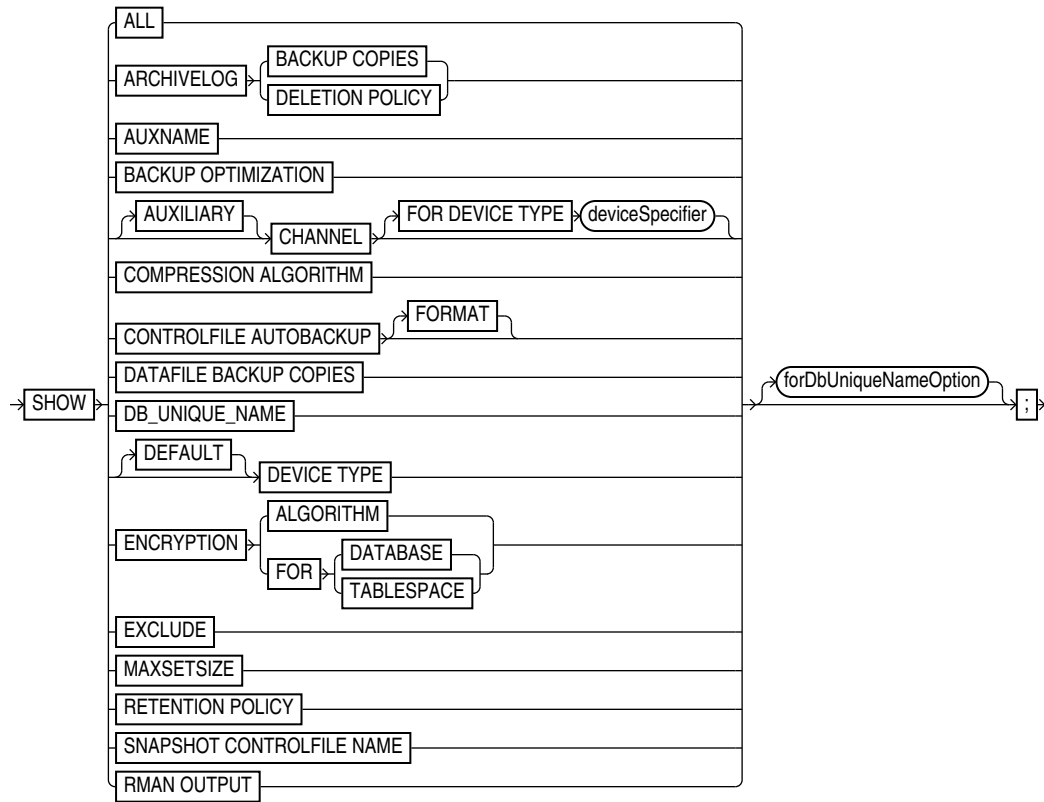 ALL
ARCHIVELOG
BACKUP COPIES
DELETION POLICY
AUXNAME
BACKUP OPTIMIZATION
AUXILIARY
CHANNEL
FOR DEVICE TYPE
deviceSpecifier
COMPRESSION ALGORITHM
CONTROLFILE AUTOBACKUP
FORMAT
DATAFILE BACKUP COPIES
SHOW
DB_UNIQUE_NAME
DEFAULT
DEVICE TYPE
ENCRYPTION
ALGORITHM
FOR
DATABASE
TABLESPACE
EXCLUDE
MAXSETSIZE
RETENTION POLICY
SNAPSHOT CONTROLFILE NAME
RMAN OUTPUT
forDbUniqueNameOption
;